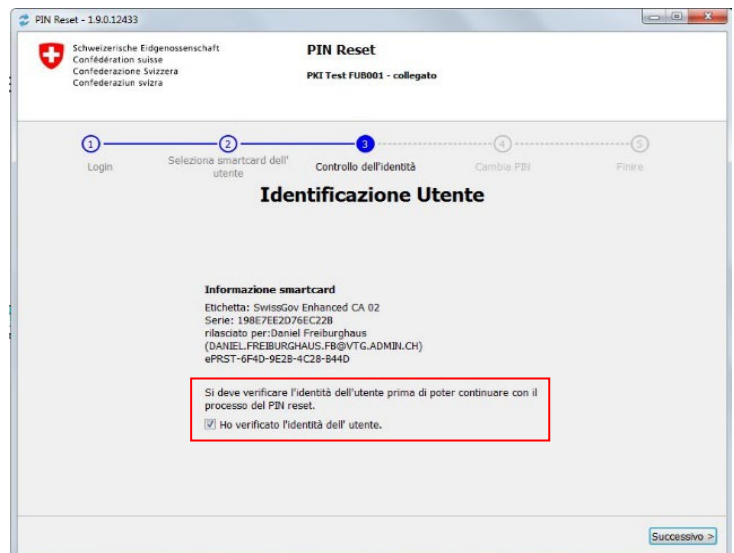 PIN Reset - 1.9.0.12433
Schweizerische Eidgenossenschaft
Confédération suisse
Confederazione Svizzera
Confederaziun svizra
PIN Reset
PKI Test FUB001 - collegato
1
2
3
4
5
Login
Seleziona smartcard dell'
utente
Controllo dell'identità
Cambia PIN
Finire
Identificazione Utente
Informazione smartcard
Etichetta: SwissGov Enhanced CA 02
Serie: 198E7EE2D76EC22B
rilasciato per:Daniel Freiburghaus
(DANIEL.FREIBURGHAUS.FB@VTG.ADMIN.CH)
ePRST-6F4D-9E2B-4C28-B44D
Si deve verificare l'identità dell'utente prima di poter continuare con il
processo del PIN reset.
Ho verificato l'identità dell' utente.
Successivo >